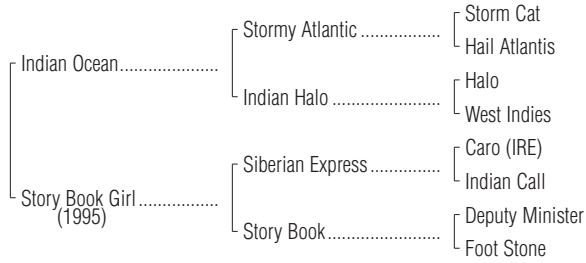 Storm Cat
Stormy Atlantic ..................
Hail Atlantis
Indian Ocean......................
Halo
Indian Halo ........................
West Indies
Caro (IRE)
Siberian Express ................
Indian Call
Story Book Girl..................
(1995)
Deputy Minister
Story Book.........................
Foot Stone